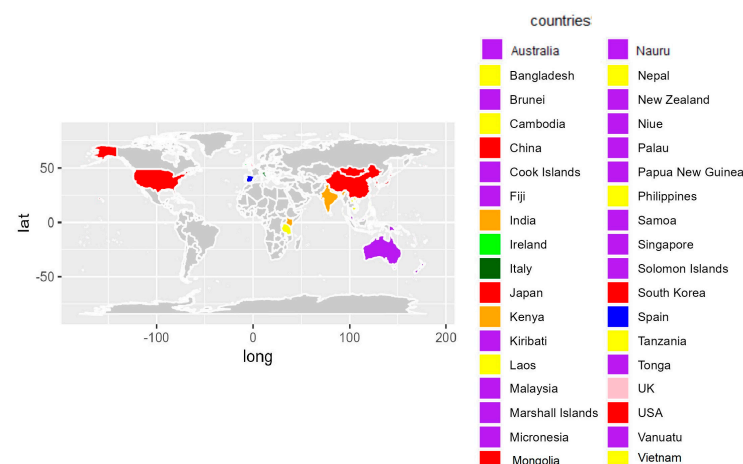 countries
Australia
Nauru
Bangladesh
Nepal
Brunei
New Zealand
Cambodia
Niue
China
Palau
Cook Islands
Papua New Guinea
Fiji
Philippines
India
Samoa
Ireland
Singapore
Italy
Solomon Islands
Japan
South Korea
Kenya
Spain
Kiribati
Tanzania
Laos
Tonga
Malaysia
UK
Marshall Islands
USA
Micronesia
Vanuatu
Mongolia
Vietnam
50
0
-50
lat
-100
0
100
200
long